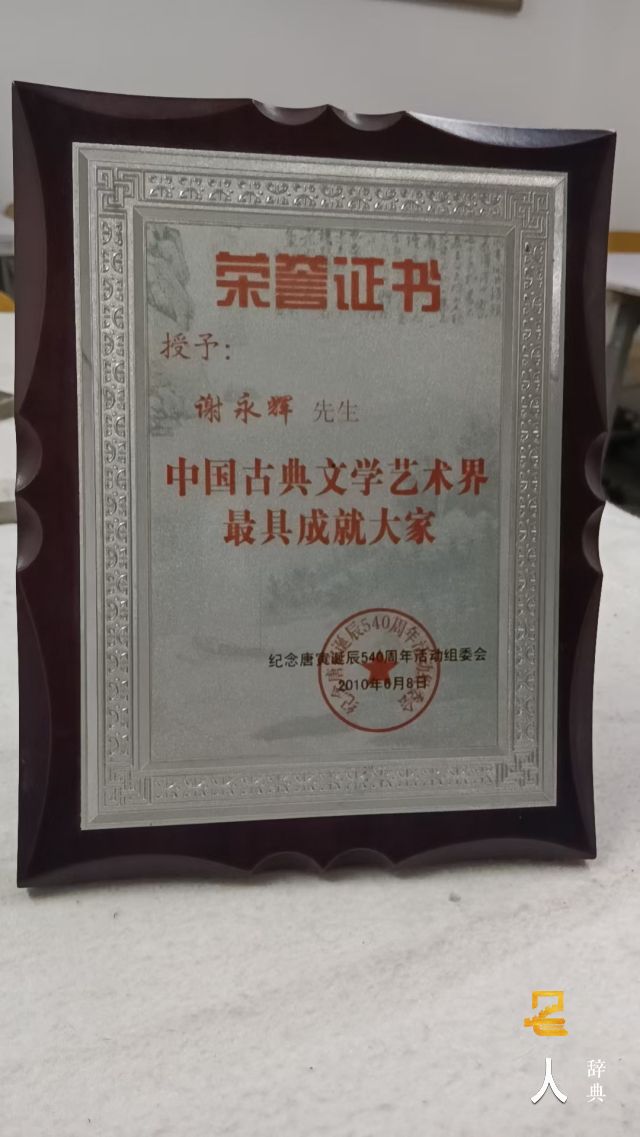 荣誉证书
授予：
谢永辉 先生
中国古典文学艺术界
最具成就大家
纪念唐寅诞辰540周年活动组委会
2010年6月8日
名
人
辞典